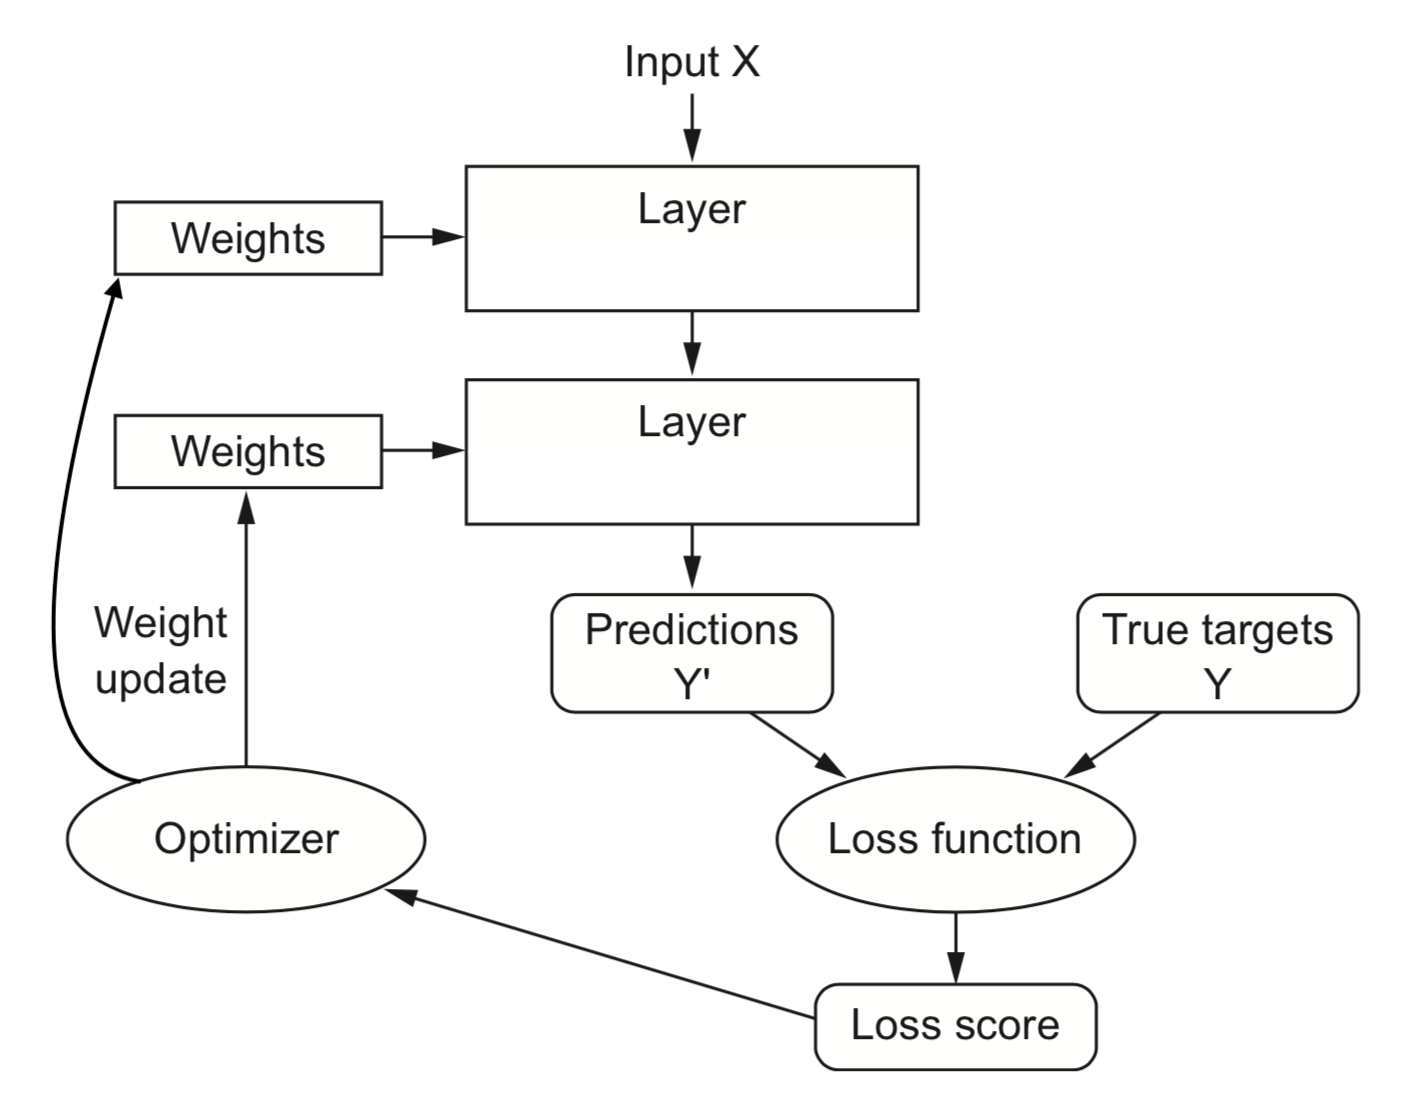 Input X
Layer
Weights
Layer
Weights
Weight
update
Predictions
Y'
True targets
Y
Optimizer
Loss function
Loss score